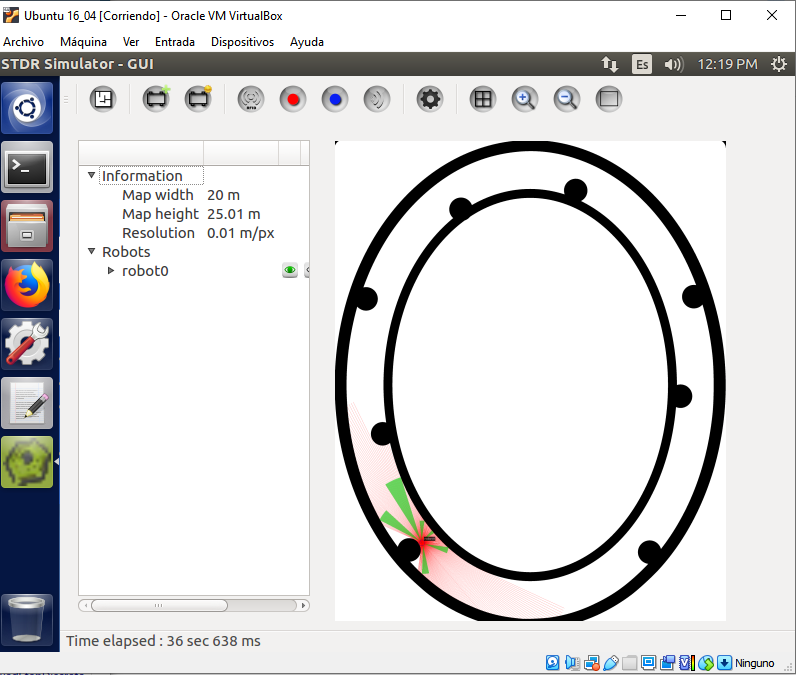 Ubuntu 16_04 [Corriendo] - Oracle VM VirtualBox
Archivo Máquina Ver Entrada Dispositivos Ayuda
STDR Simulator - GUI
Es
12:19 PM
Information
Map width 20 m
Map height 25.01 m
Resolution 0.01 m/px
Robots
robot0
Time elapsed : 36 sec 638 ms
Ninguno